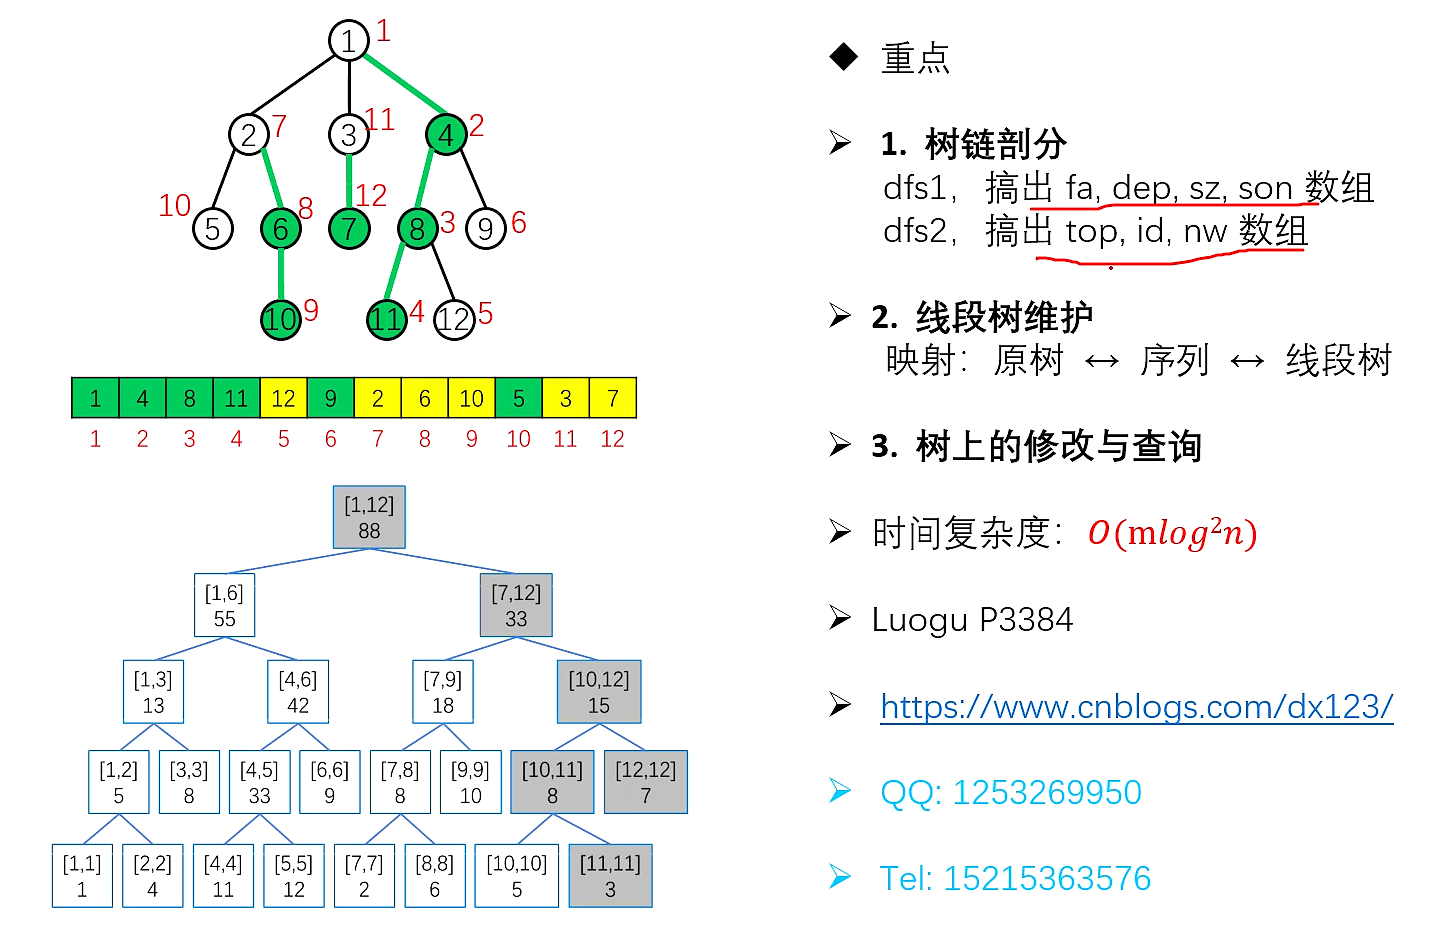 1 1
2 7 3 11 4 2
10 5 6 8 7 12 8 3 9 6
10 9 11 4 12 5
1 4 8 11 12 9 2 6 10 5 3 7
1 2 3 4 5 6 7 8 9 10 11 12
[1,12]
88
[1,6] [7,12]
55 33
[1,3] [4,6] [7,9] [10,12]
13 42 18 15
[1,2] [3,3] [4,5] [6,6] [7,8] [9,9] [10,11] [12,12]
5 8 33 9 8 10 8 7
[1,1] [2,2] [4,4] [5,5] [7,7] [8,8] [10,10] [11,11]
1 4 11 12 2 6 5 3
◆ 重点
➢ 1. 树链剖分
dfs1, 搞出 fa, dep, sz, son 数组
dfs2, 搞出 top, id, nw 数组
➢ 2. 线段树维护
映射：原树 ↔ 序列 ↔ 线段树
➢ 3. 树上的修改与查询
➢ 时间复杂度：O(mlog²n)
➢ Luogu P3384
➢ https://www.cnblogs.com/dx123/
➢ QQ: 1253269950
➢ Tel: 15215363576